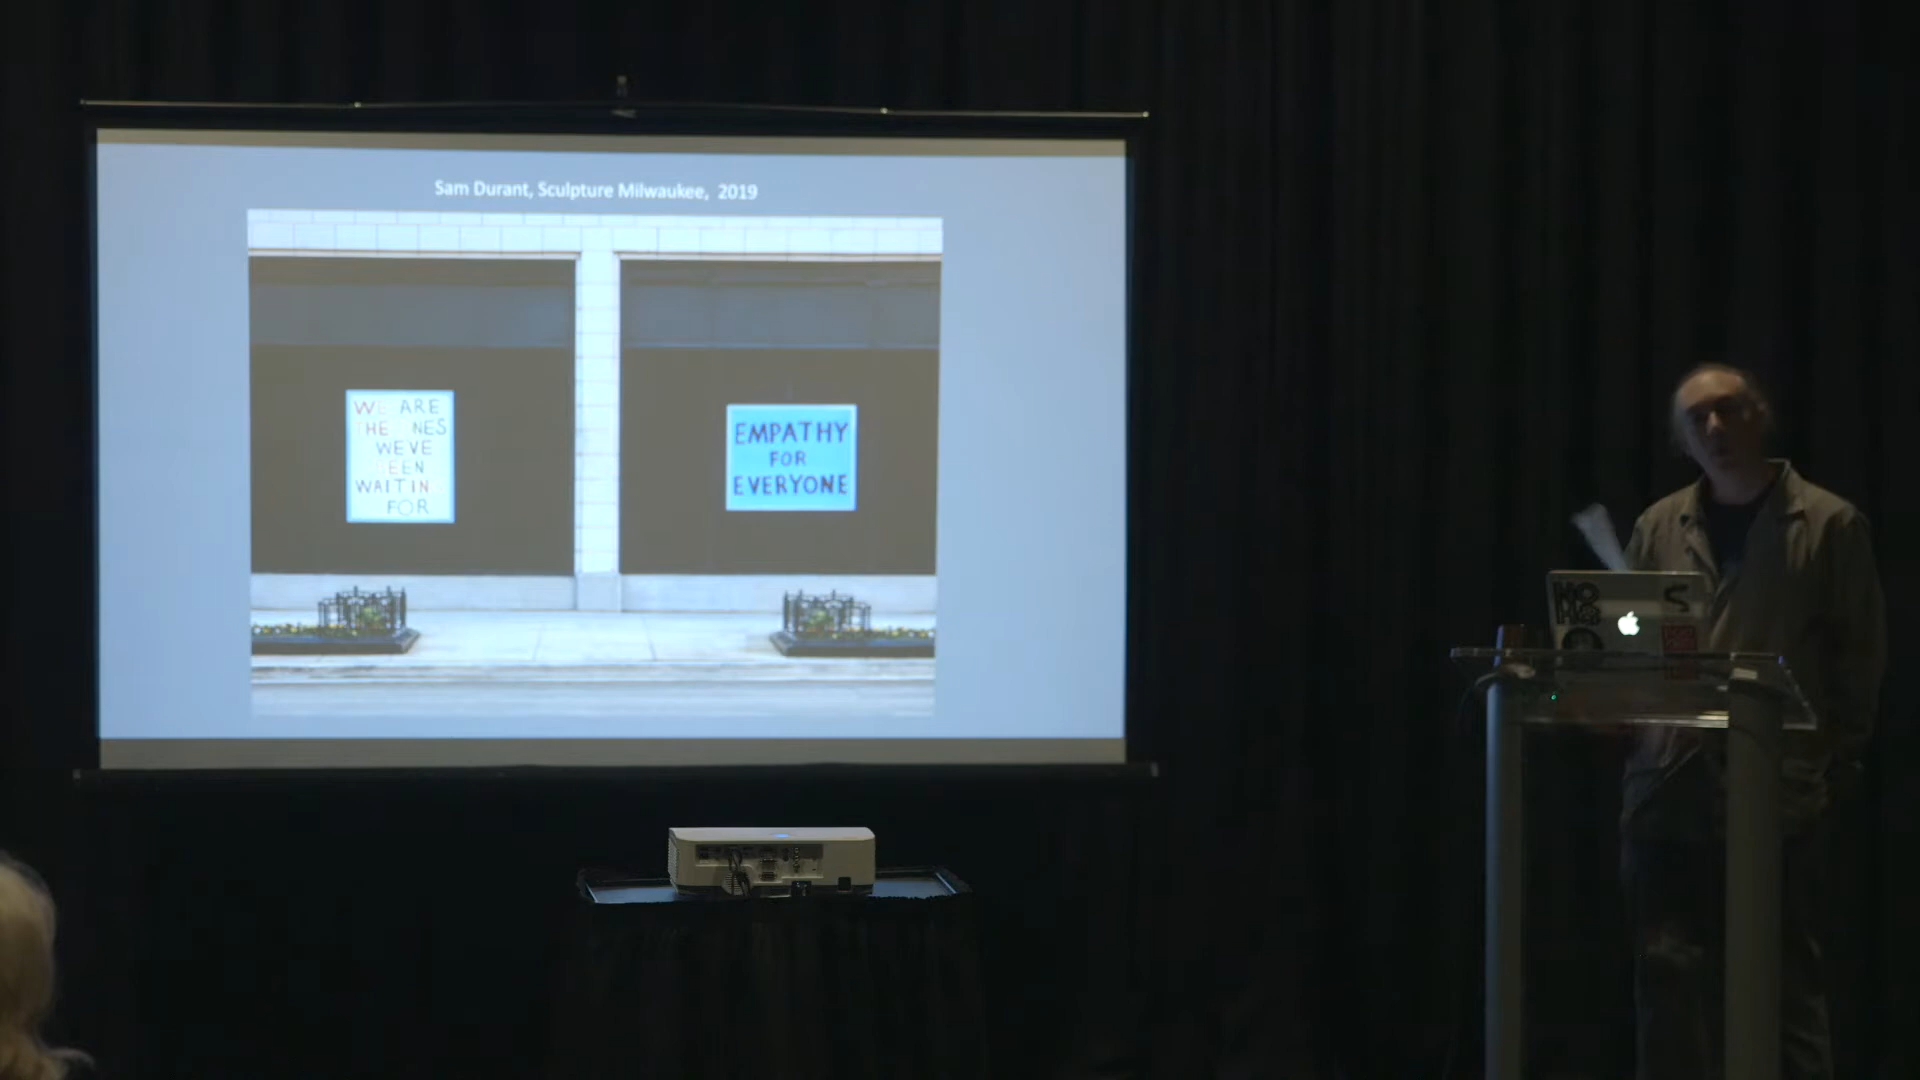 Sam Durant, Sculpture Milwaukee, 2019
WE ARE
THE ONES
WE'VE
BEEN
WAITING
FOR
EMPATHY
FOR
EVERYONE